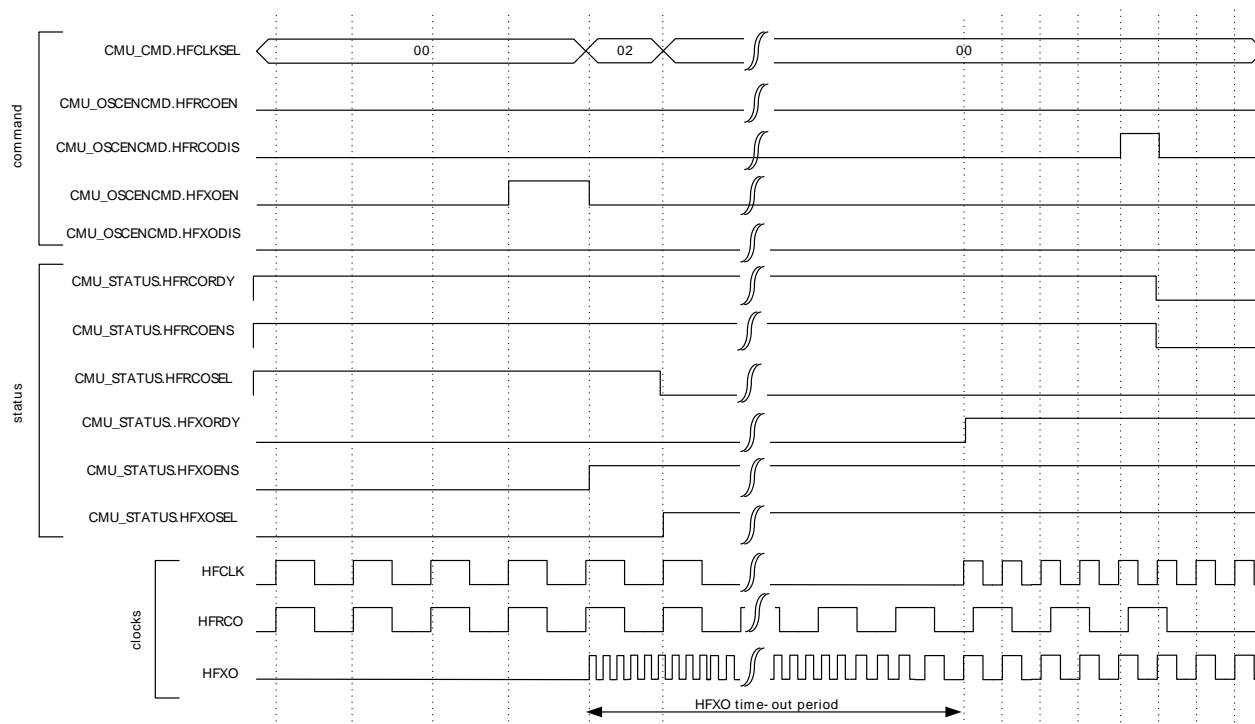 command
CMU_CMD.HFCLKSEL
00
02
00
CMU_OSCENCMD.HFRCOEN
CMU_OSCENCMD.HFRCODIS
CMU_OSCENCMD.HFXOEN
CMU_OSCENCMD.HFXODIS
status
CMU_STATUS.HFRCORDY
CMU_STATUS.HFRCOENS
CMU_STATUS.HFRCOSEL
CMU_STATUS..HFXORDY
CMU_STATUS.HFXOENS
CMU_STATUS.HFXOSEL
clocks
HFCLK
HFRCO
HFXO
HFXO time-out period